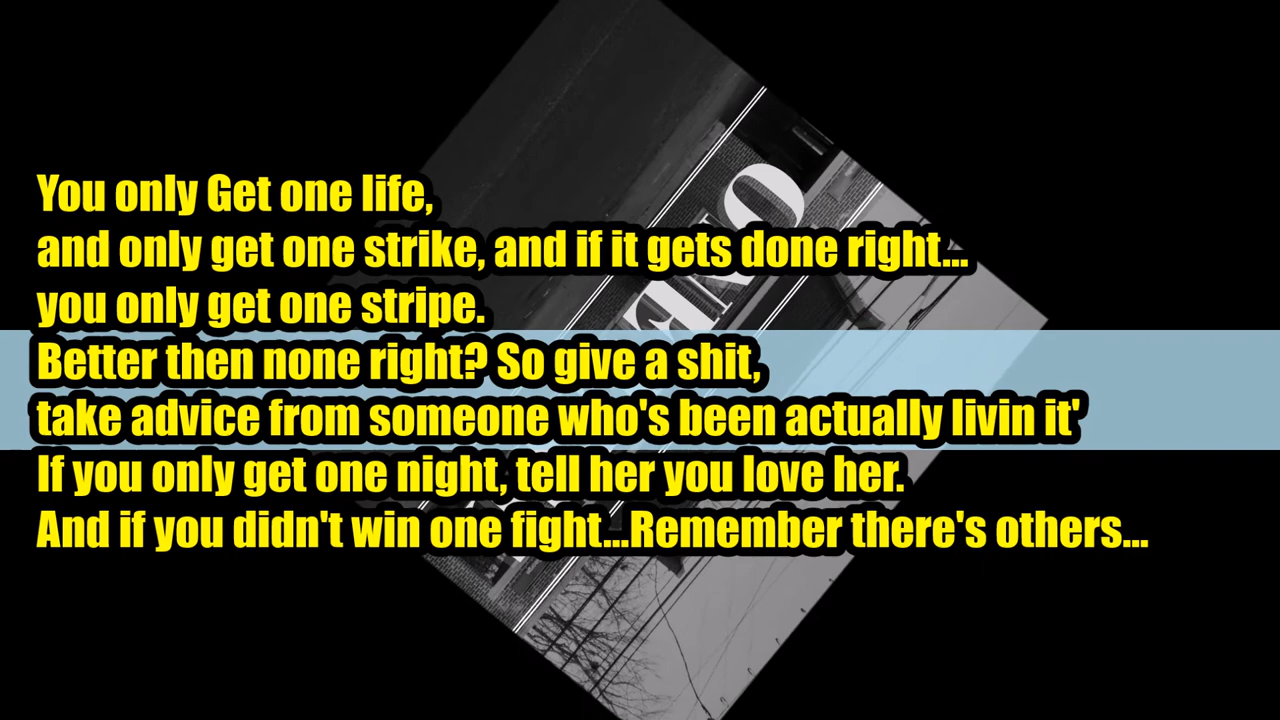 You only Get one life,
and only get one strike, and if it gets done right...
you only get one stripe.
Better then none right? So give a shit,
take advice from someone who's been actually livin it'
If you only get one night, tell her you love her.
And if you didn't win one fight...Remember there's others...